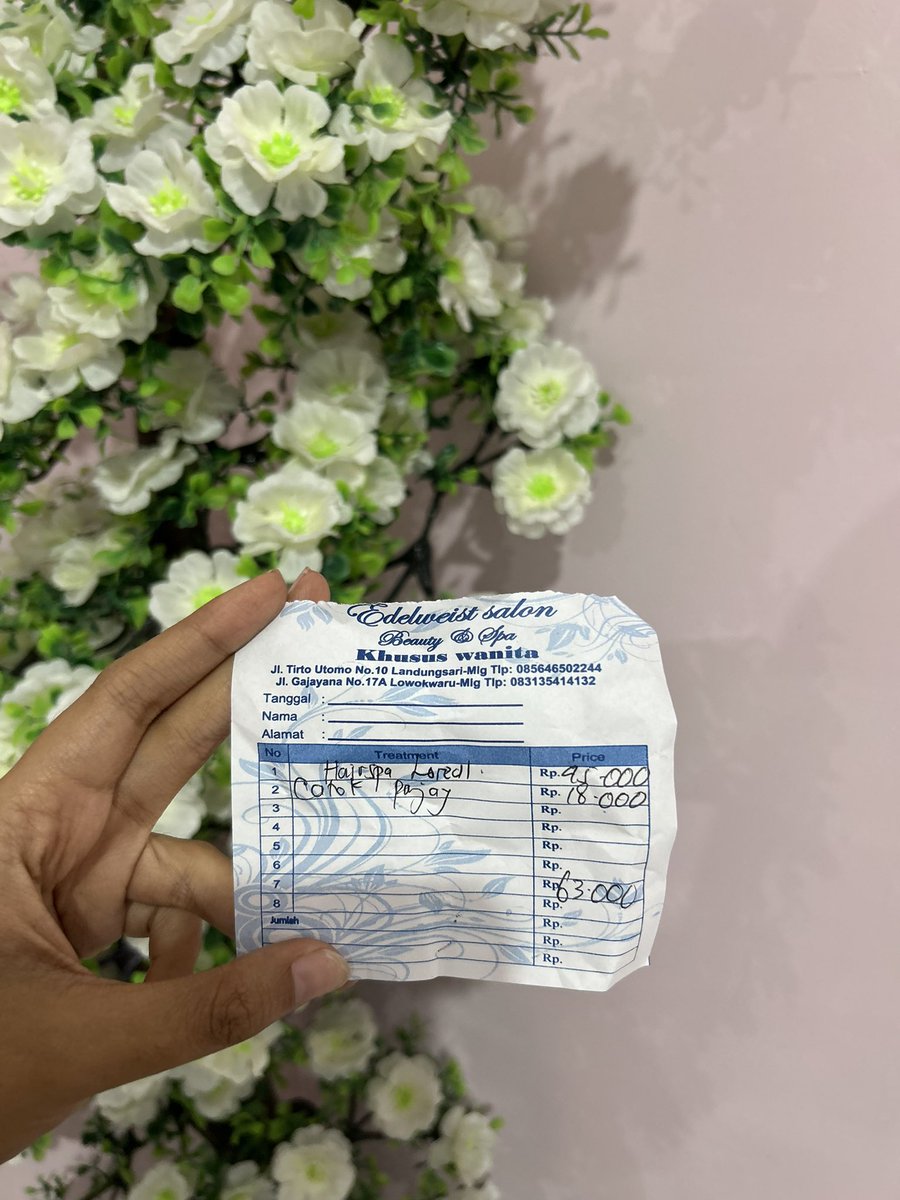 Edelweist salon
Beauty & Spa
Khusus wanita
Jl. Tirto Utomo No.10 Landungsari-Mlg Tlp: 085646502244
Jl. Gajayana No.17A Lowokwaru-Mlg Tlp: 083135414132
Tanggal :
Nama :
Alamat :
No Treatment Price
1 Hairspa Loreal. Rp. 45.000
2 Catok Rp. 18.000
3 Rp.
4 Rp.
5 Rp.
6 Rp.
7 Rp. 63.000
8 Rp.
Jumlah Rp.
Rp.
Rp.